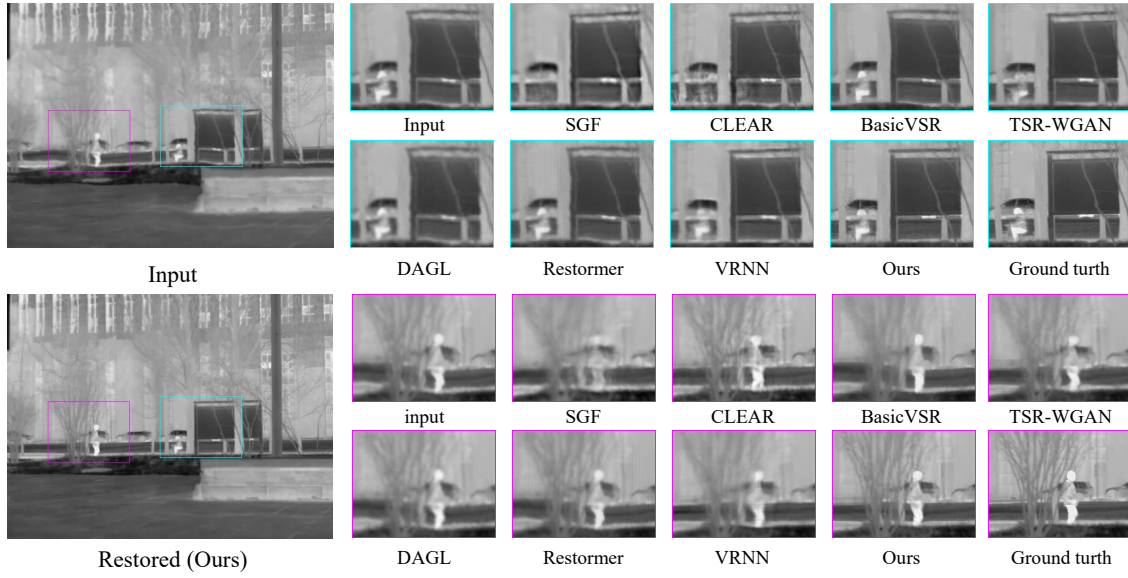 Input SGF CLEAR BasicVSR TSR-WGAN
DAGL Restormer VRNN Ours Ground turth
Input
input SGF CLEAR BasicVSR TSR-WGAN
DAGL Restormer VRNN Ours Ground turth
Restored (Ours)